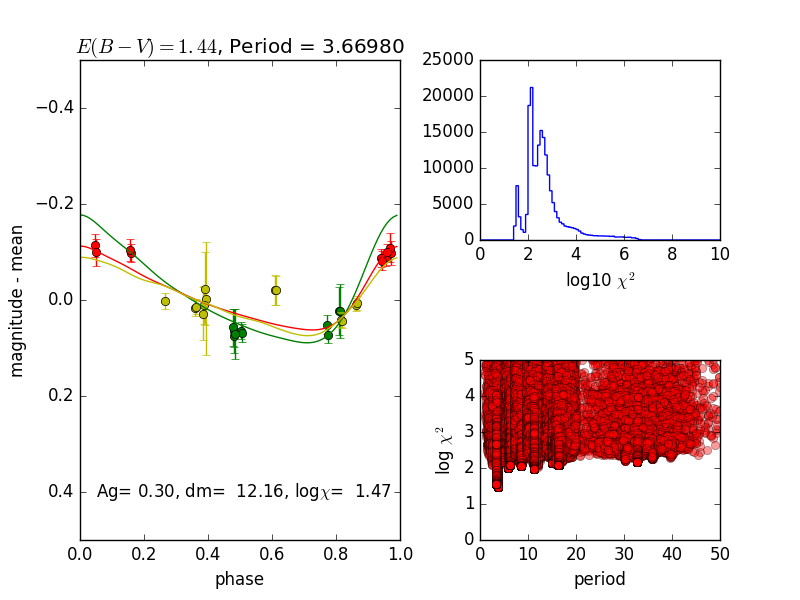 E(B − V) = 1.44, Period = 3.66980
−0.4
−0.2
0.0
0.2
0.4
magnitude - mean
Ag= 0.30, dm= 12.16, logχ= 1.47
0.0 0.2 0.4 0.6 0.8 1.0
phase
25000
20000
15000
10000
5000
0
0 2 4 6 8 10
log10 χ²
5
4
3
2
1
0
log χ²
0 10 20 30 40 50
period